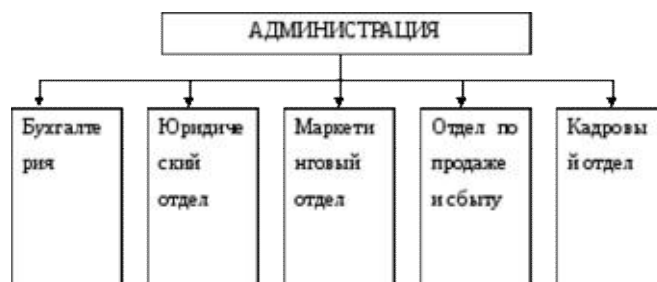 АДМИНИСТРАЦИЯ
Бухгалте
рия
Юридиче
ский
отдел
Маркети
нговый
отдел
Отдел по
продаже
и сбыту
Кадровы
й отдел